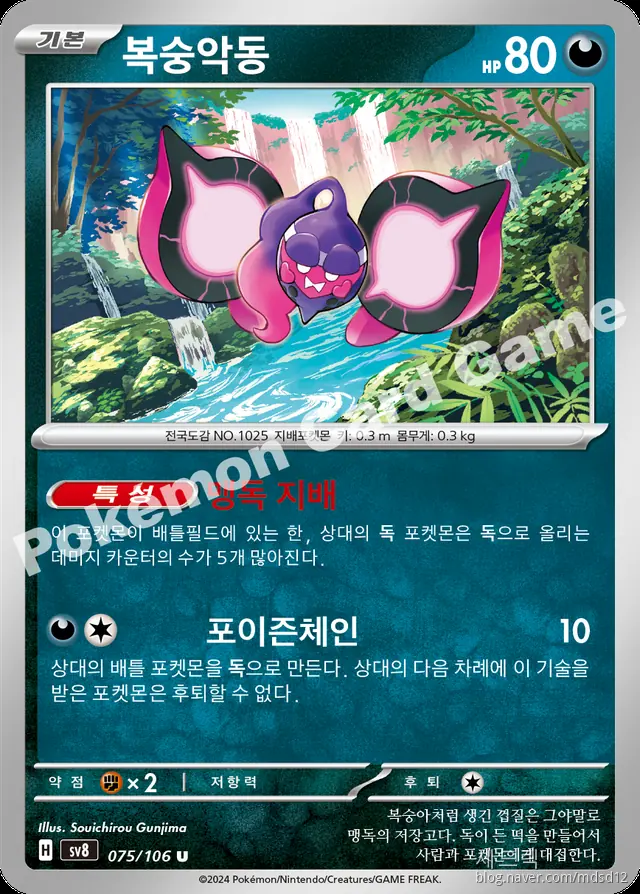 기본 복숭악동 HP 80
전국도감 NO.1025 지배포켓몬 키: 0.3 m 몸무게: 0.3 kg
특성 맹독 지배
이 포켓몬이 배틀필드에 있는 한, 상대의 독 포켓몬은 독으로 올리는
데미지 카운터의 수가 5개 많아진다.
포이즌체인 10
상대의 배틀 포켓몬을 독으로 만든다. 상대의 다음 차례에 이 기술을
받은 포켓몬은 후퇴할 수 없다.
약점 ×2 저항력 후퇴
Illus. Souichirou Gunjima
H sv8 075/106 U
복숭아처럼 생긴 껍질은 그야말로
맹독의 저장고다. 독이 든 떡을 만들어서
사람과 포켓몬에게 대접한다.
©2024 Pokémon/Nintendo/Creatures/GAME FREAK.
Pokémon Card Game
blog.naver.com/mdsd12